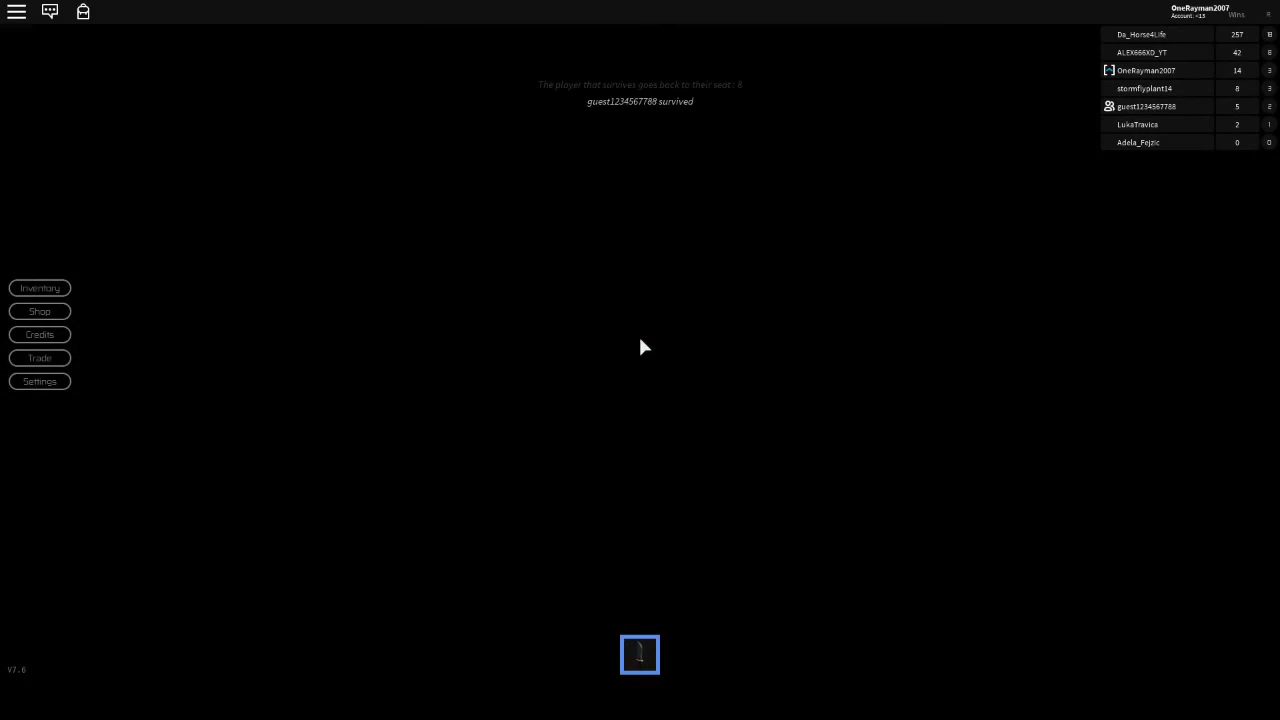 OneRayman2007
Account: <13
Wins
R
Da_Horse4Life 257
ALEX666XD_YT 42 8
OneRayman2007 14 3
stormflyplant14 8 3
guest1234567788 5 2
LukaTravica 2 1
Adela_Fejzic 0 0
The player that survives goes back to their seat : 8
guest1234567788 survived
Inventory
Shop
Credits
Trade
Settings
V7.6